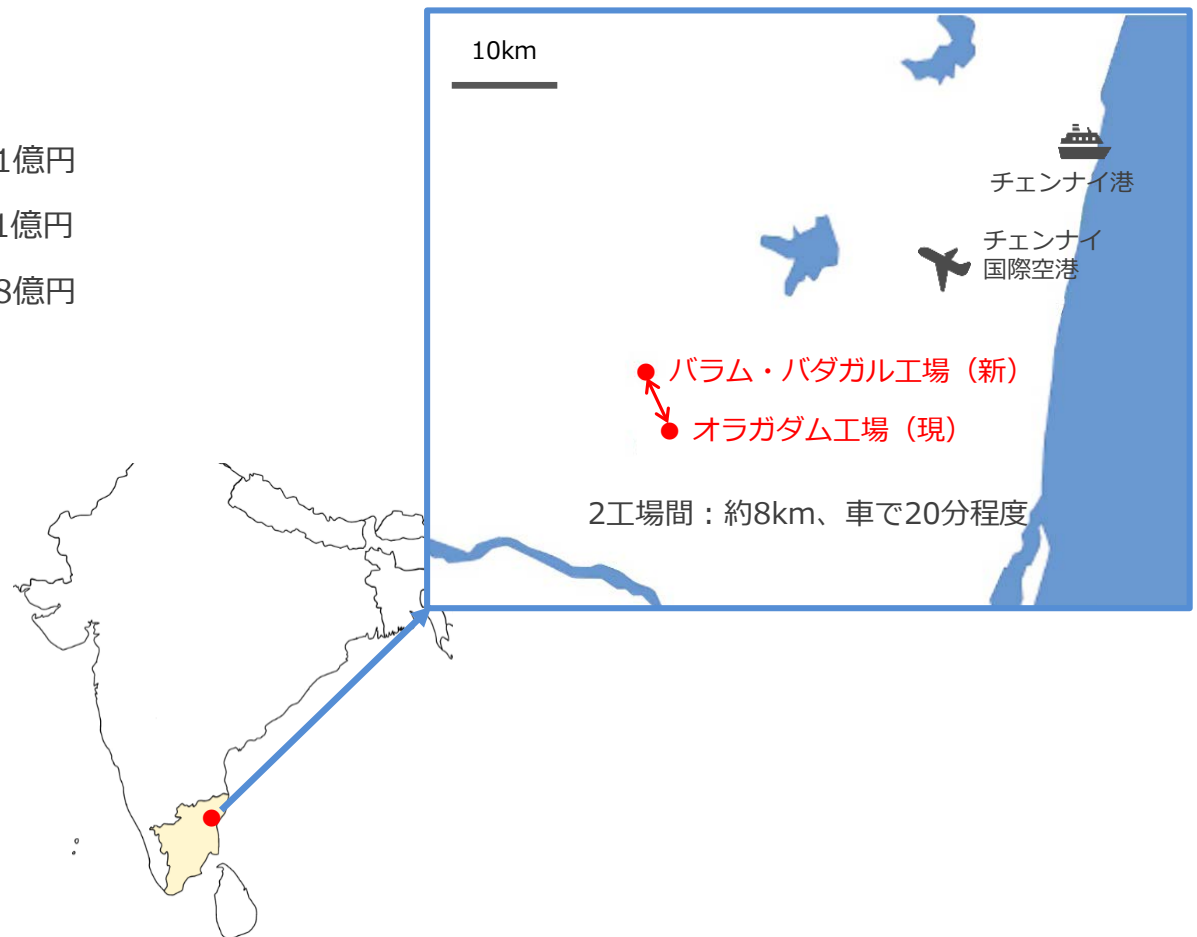 10km
1億円
1億円
8億円
チェンナイ港
チェンナイ
国際空港
バラム・バダガル工場（新）
オラガダム工場（現）
2工場間：約8km、車で20分程度